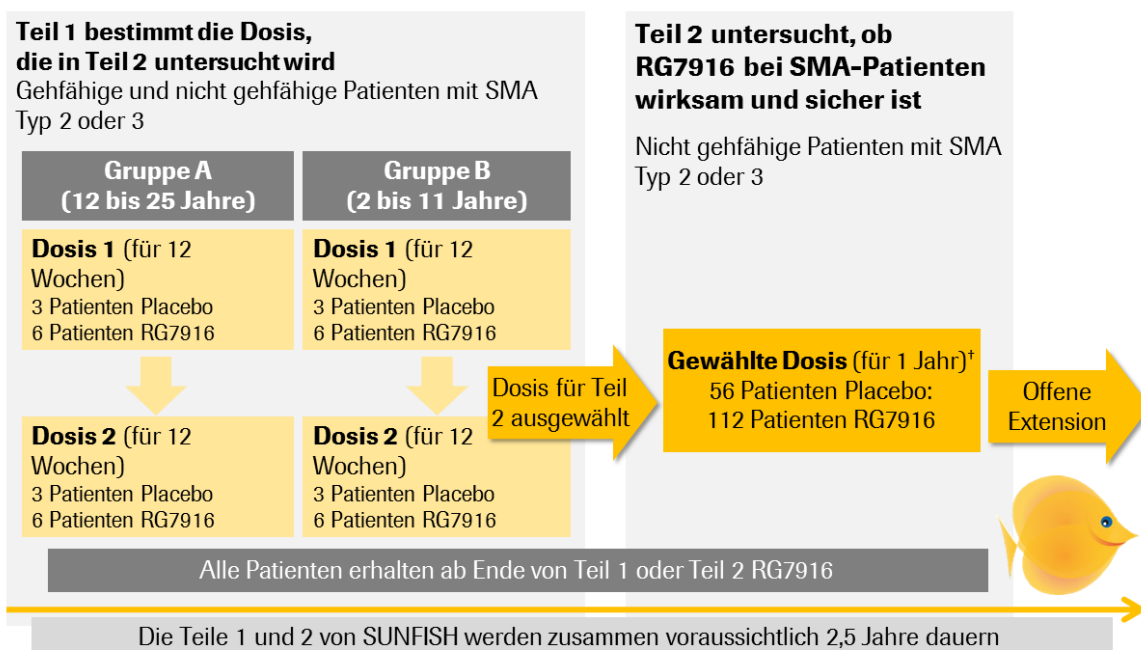 Teil 1 bestimmt die Dosis,
die in Teil 2 untersucht wird
Gehfähige und nicht gehfähige Patienten mit SMA
Typ 2 oder 3
Gruppe A
(12 bis 25 Jahre)
Dosis 1 (für 12
Wochen)
3 Patienten Placebo
6 Patienten RG7916
Dosis 2 (für 12
Wochen)
3 Patienten Placebo
6 Patienten RG7916
Gruppe B
(2 bis 11 Jahre)
Dosis 1 (für 12
Wochen)
3 Patienten Placebo
6 Patienten RG7916
Dosis 2 (für 12
Wochen)
3 Patienten Placebo
6 Patienten RG7916
Dosis für Teil
2 ausgewählt
Teil 2 untersucht, ob
RG7916 bei SMA-Patienten
wirksam und sicher ist
Nicht gehfähige Patienten mit SMA
Typ 2 oder 3
Gewählte Dosis (für 1 Jahr)†
56 Patienten Placebo:
112 Patienten RG7916
Offene
Extension
Alle Patienten erhalten ab Ende von Teil 1 oder Teil 2 RG7916
Die Teile 1 und 2 von SUNFISH werden zusammen voraussichtlich 2,5 Jahre dauern